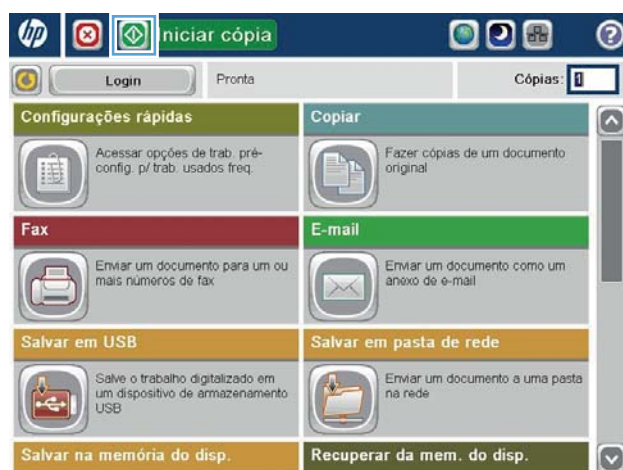 hp
Iniciar cópia
?
Login
Pronta
Cópias: 1
Configurações rápidas
Acessar opções de trab. pré-
config. p/ trab. usados freq.
Copiar
Fazer cópias de um documento
original
Fax
Enviar um documento para um ou
mais números de fax
E-mail
Enviar um documento como um
anexo de e-mail
Salvar em USB
Salve o trabalho digitalizado em
um dispositivo de armazenamento
USB
Salvar em pasta de rede
Enviar um documento a uma pasta
na rede
Salvar na memória do disp.
Recuperar da mem. do disp.